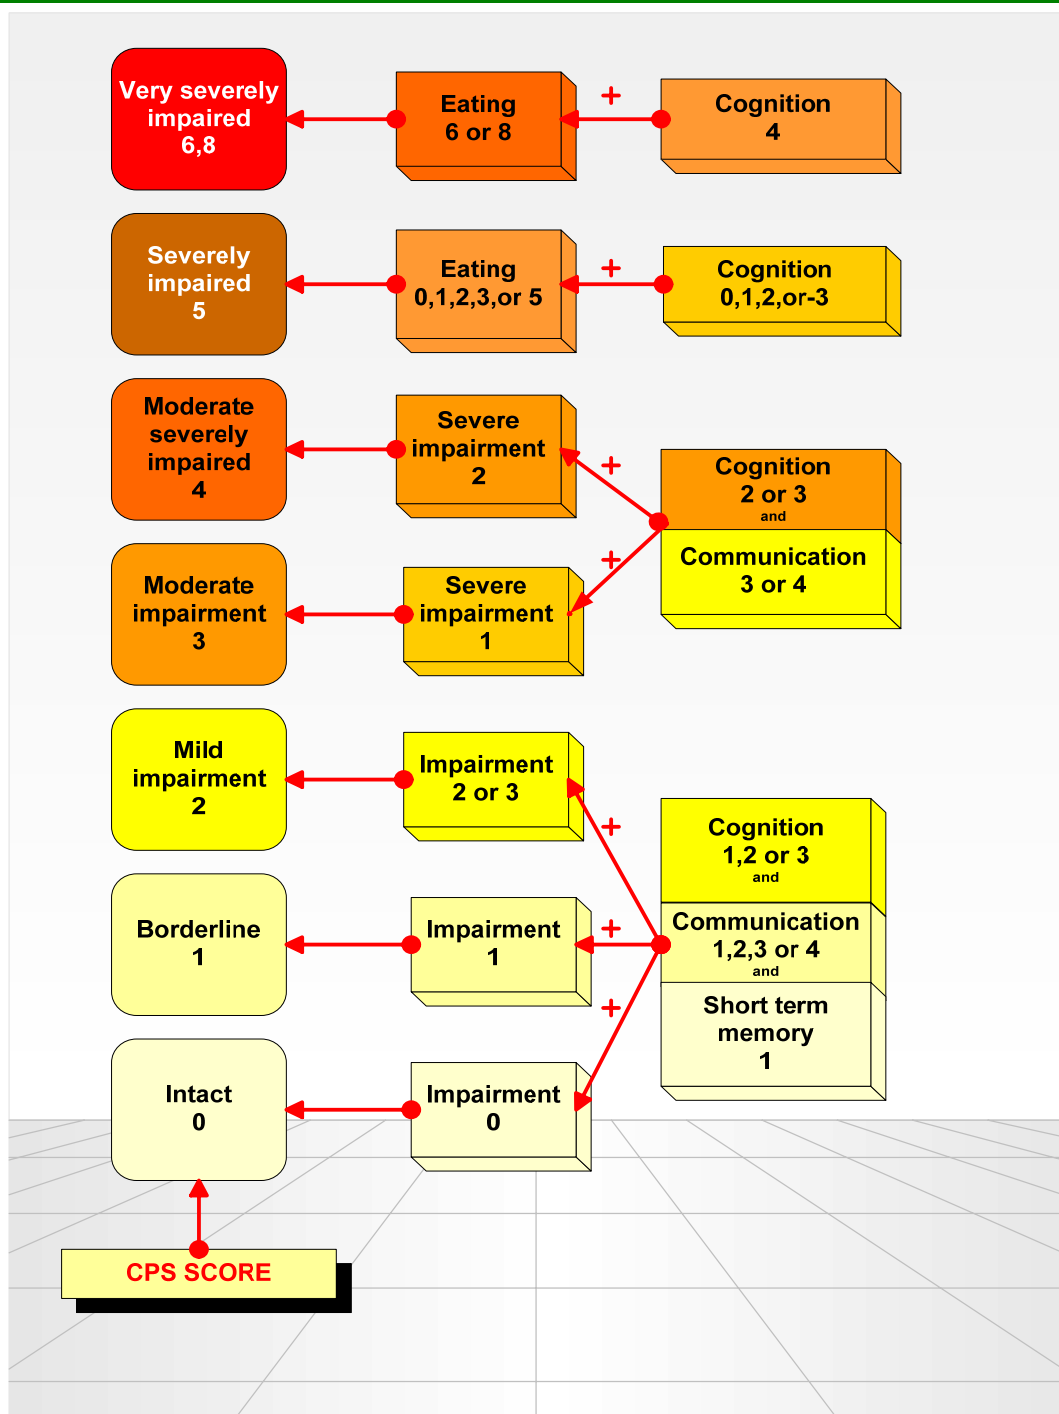 Very severely
impaired
6,8
Eating
6 or 8
+
Cognition
4
Severely
impaired
5
Eating
0,1,2,3,or 5
+
Cognition
0,1,2,or-3
Moderate
severely
impaired
4
Severe
impairment
2
+
Cognition
2 or 3
and
Communication
3 or 4
Moderate
impairment
3
Severe
impairment
1
+
Mild
impairment
2
Impairment
2 or 3
+
Cognition
1,2 or 3
and
Communication
1,2,3 or 4
and
Short term
memory
1
Borderline
1
Impairment
1
+
Intact
0
Impairment
0
+
CPS SCORE